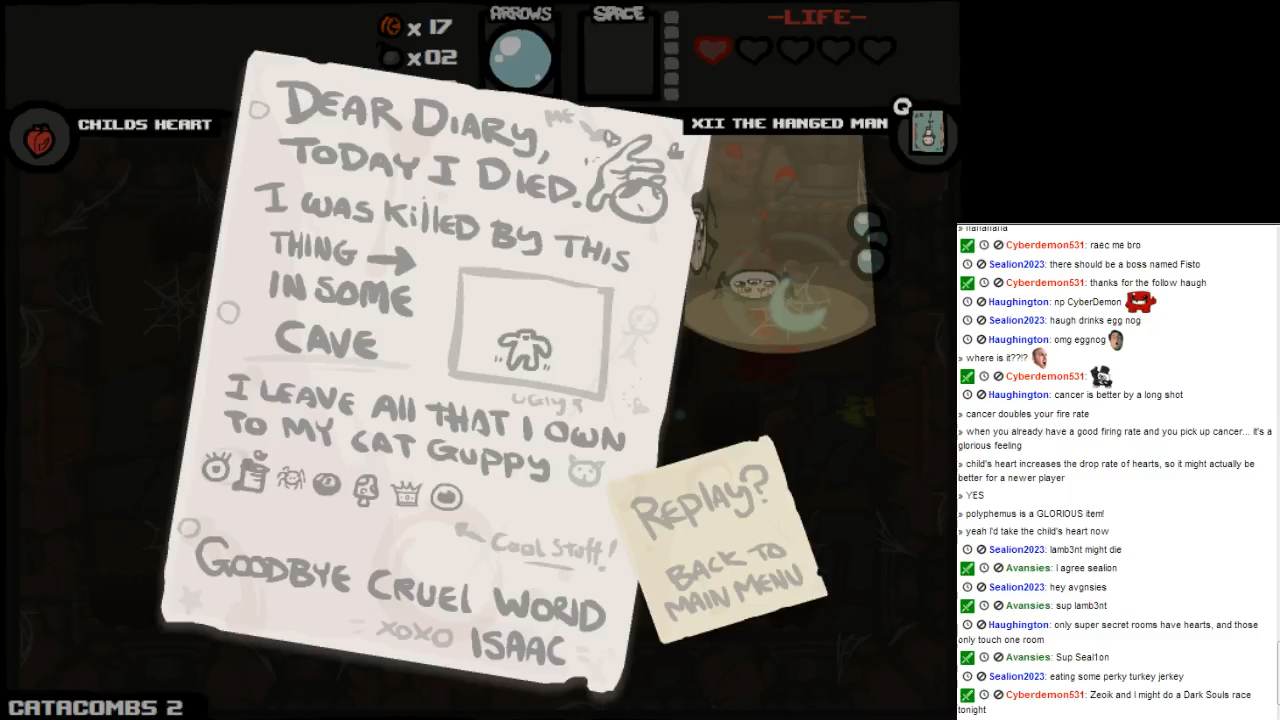 x 17
x02
ARROWS
SPACE
-LIFE-
CHILDS HEART
XII THE HANGED MAN
Q
DEAR DIARY,
ME
TODAY I DIED.
I WAS KILLED BY THIS
THING
IN SOME
CAVE
UGLY
I LEAVE ALL THAT I OWN
TO MY CAT GUPPY
COOL STUFF!
GOODBYE CRUEL WORLD
XOXO ISAAC
REPLAY?
BACK TO
MAIN MENU
CATACOMBS 2
» nananana
Cyberdemon531: raec me bro
Sealion2023: there should be a boss named Fisto
Cyberdemon531: thanks for the follow haugh
Haughington: np CyberDemon
Sealion2023: haugh drinks egg nog
Haughington: omg eggnog
» where is it??!?
Cyberdemon531:
Haughington: cancer is better by a long shot
» cancer doubles your fire rate
» when you already have a good firing rate and you pick up cancer... it's a
glorious feeling
» child's heart increases the drop rate of hearts, so it might actually be
better for a newer player
» YES
» polyphemus is a GLORIOUS item!
» yeah I'd take the child's heart now
Sealion2023: lamb3nt might die
Avansies: I agree sealion
Sealion2023: hey avgnsies
Avansies: sup lamb3nt
Haughington: only super secret rooms have hearts, and those
only touch one room
Avansies: Sup Seal1on
Sealion2023: eating some perky turkey jerkey
Cyberdemon531: Zeoik and I might do a Dark Souls race
tonight